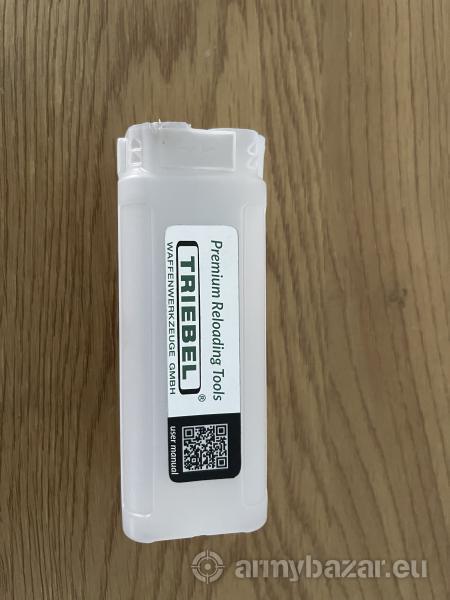 Premium Reloading Tools
TRIEBEL®
WAFFENWERKZEUGE GMBH
user manual
armybazar.eu